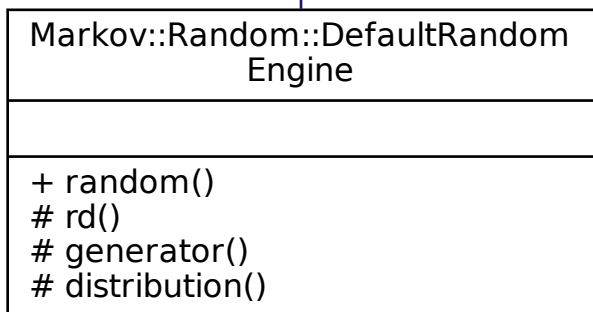 Markov::Random::DefaultRandom
Engine
+ random()
# rd()
# generator()
# distribution()